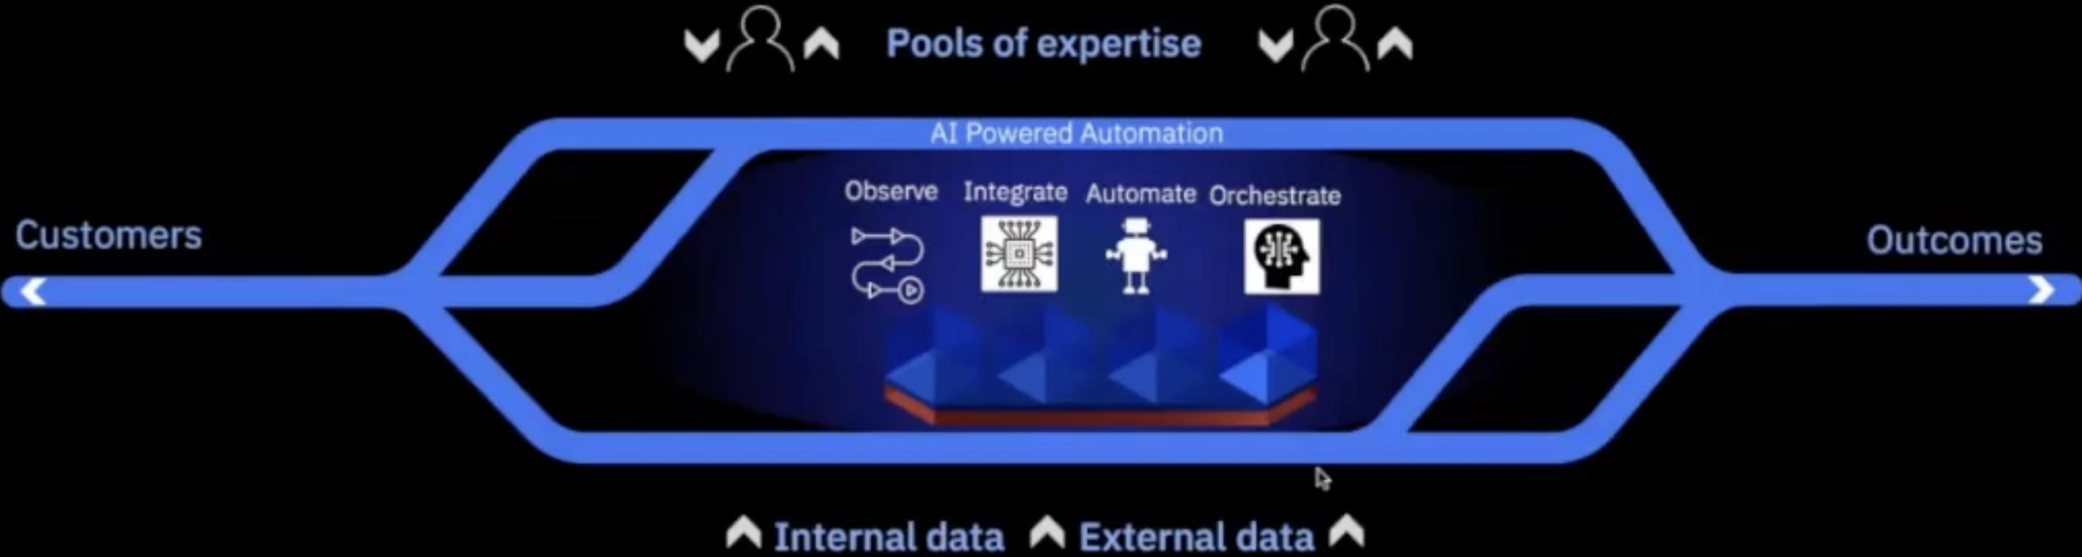 Pools of expertise
AI Powered Automation
Observe Integrate Automate Orchestrate
Customers
Outcomes
Internal data External data